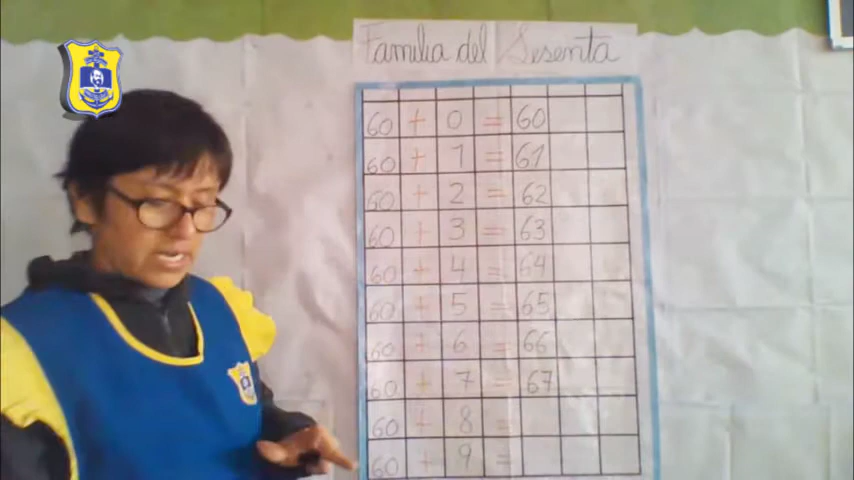 Familia del Sesenta
60 + 0 = 60
60 + 1 = 61
60 + 2 = 62
60 + 3 = 63
60 + 4 = 64
60 + 5 = 65
60 + 6 = 66
60 + 7 = 67
60 + 8 =
60 + 9 =